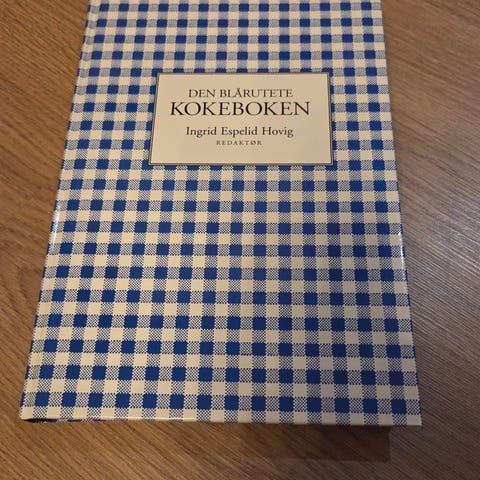 DEN BLÅRUTETE
KOKEBOKEN
Ingrid Espelid Hovig
REDAKTØR